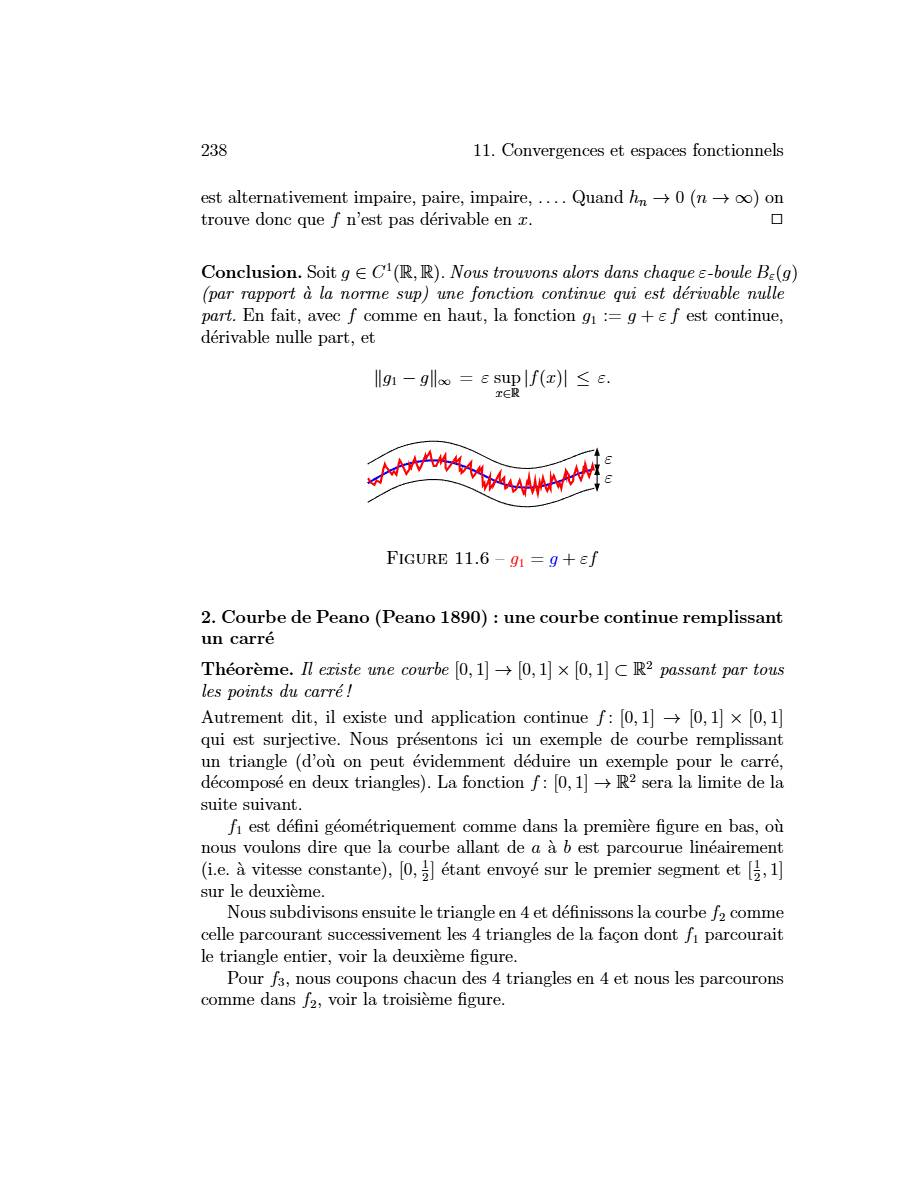 238 11. Convergences et espaces fonctionnels
est alternativement impaire, paire, impaire, .... Quand hₙ → 0 (n → ∞) on
trouve donc que f n'est pas dérivable en x. □
Conclusion. Soit g ∈ C¹(ℝ, ℝ). Nous trouvons alors dans chaque ε-boule Bε(g)
(par rapport à la norme sup) une fonction continue qui est dérivable nulle
part. En fait, avec f comme en haut, la fonction g₁ := g + ε f est continue,
dérivable nulle part, et
‖g₁ − g‖∞ = ε sup |f(x)| ≤ ε.
x∈ℝ
ε
ε
Figure 11.6 – g₁ = g + εf
2. Courbe de Peano (Peano 1890) : une courbe continue remplissant
un carré
Théorème. Il existe une courbe [0, 1] → [0, 1] × [0, 1] ⊂ ℝ² passant par tous
les points du carré !
Autrement dit, il existe und application continue f : [0, 1] → [0, 1] × [0, 1]
qui est surjective. Nous présentons ici un exemple de courbe remplissant
un triangle (d'où on peut évidemment déduire un exemple pour le carré,
décomposé en deux triangles). La fonction f : [0, 1] → ℝ² sera la limite de la
suite suivant.
f₁ est défini géométriquement comme dans la première figure en bas, où
nous voulons dire que la courbe allant de a à b est parcourue linéairement
(i.e. à vitesse constante), [0, ½] étant envoyé sur le premier segment et [½, 1]
sur le deuxième.
Nous subdivisons ensuite le triangle en 4 et définissons la courbe f₂ comme
celle parcourant successivement les 4 triangles de la façon dont f₁ parcourait
le triangle entier, voir la deuxième figure.
Pour f₃, nous coupons chacun des 4 triangles en 4 et nous les parcourons
comme dans f₂, voir la troisième figure.